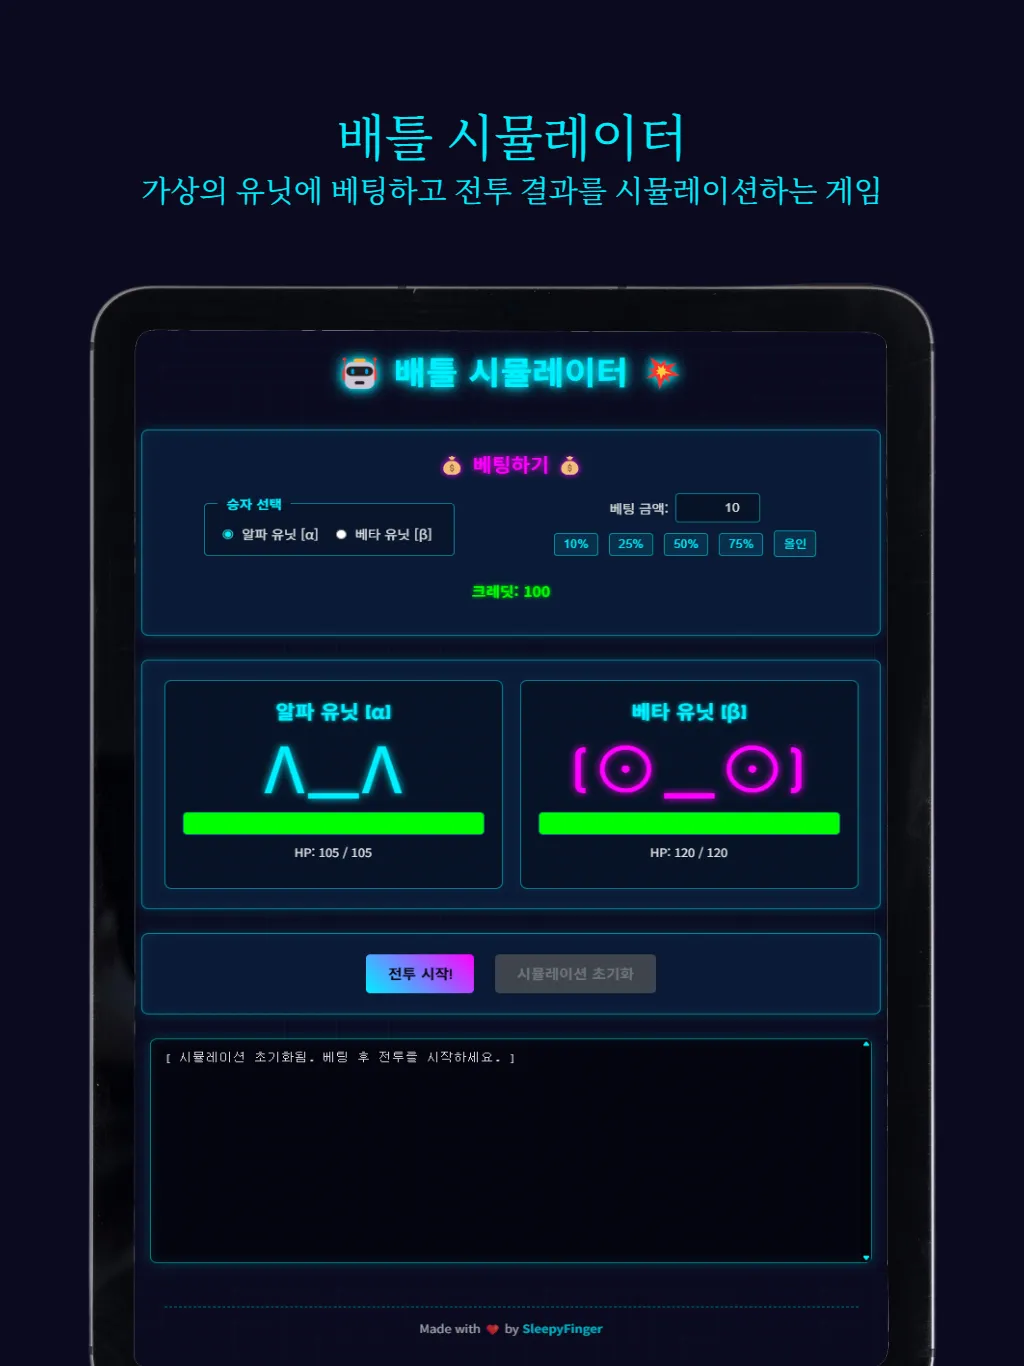 배틀 시뮬레이터
가상의 유닛에 베팅하고 전투 결과를 시뮬레이션하는 게임
🤖 배틀 시뮬레이터 💥
💰 베팅하기 💰
승자 선택
알파 유닛 [α] 베타 유닛 [β]
베팅 금액: 10
10% 25% 50% 75% 올인
크레딧: 100
알파 유닛 [α]
Λ__Λ
HP: 105 / 105
베타 유닛 [β]
[⊙__⊙]
HP: 120 / 120
전투 시작! 시뮬레이션 초기화
[ 시뮬레이션 초기화됨. 베팅 후 전투를 시작하세요. ]
Made with ❤️ by SleepyFinger